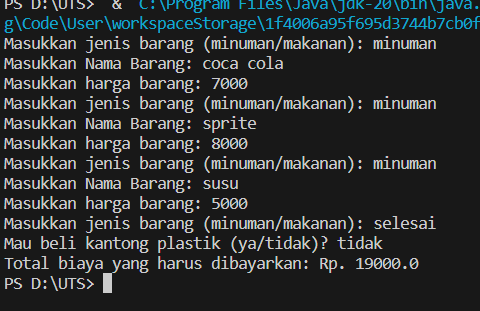 PS D:\UTS>  &  C:\Program Files\Java\jdk-20\bin\java.
g\Code\User\workspaceStorage\1f4006a95f695d3744b7cb0f
Masukkan jenis barang (minuman/makanan): minuman
Masukkan Nama Barang: coca cola
Masukkan harga barang: 7000
Masukkan jenis barang (minuman/makanan): minuman
Masukkan Nama Barang: sprite
Masukkan harga barang: 8000
Masukkan jenis barang (minuman/makanan): minuman
Masukkan Nama Barang: susu
Masukkan harga barang: 5000
Masukkan jenis barang (minuman/makanan): selesai
Mau beli kantong plastik (ya/tidak)? tidak
Total biaya yang harus dibayarkan: Rp. 19000.0
PS D:\UTS>